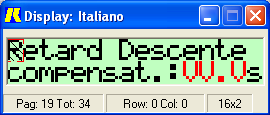 Display: Italiano
Retard Descente
compensat.:VV.Vs
Pag: 19 Tot: 34
Row: 0 Col: 0
16x2